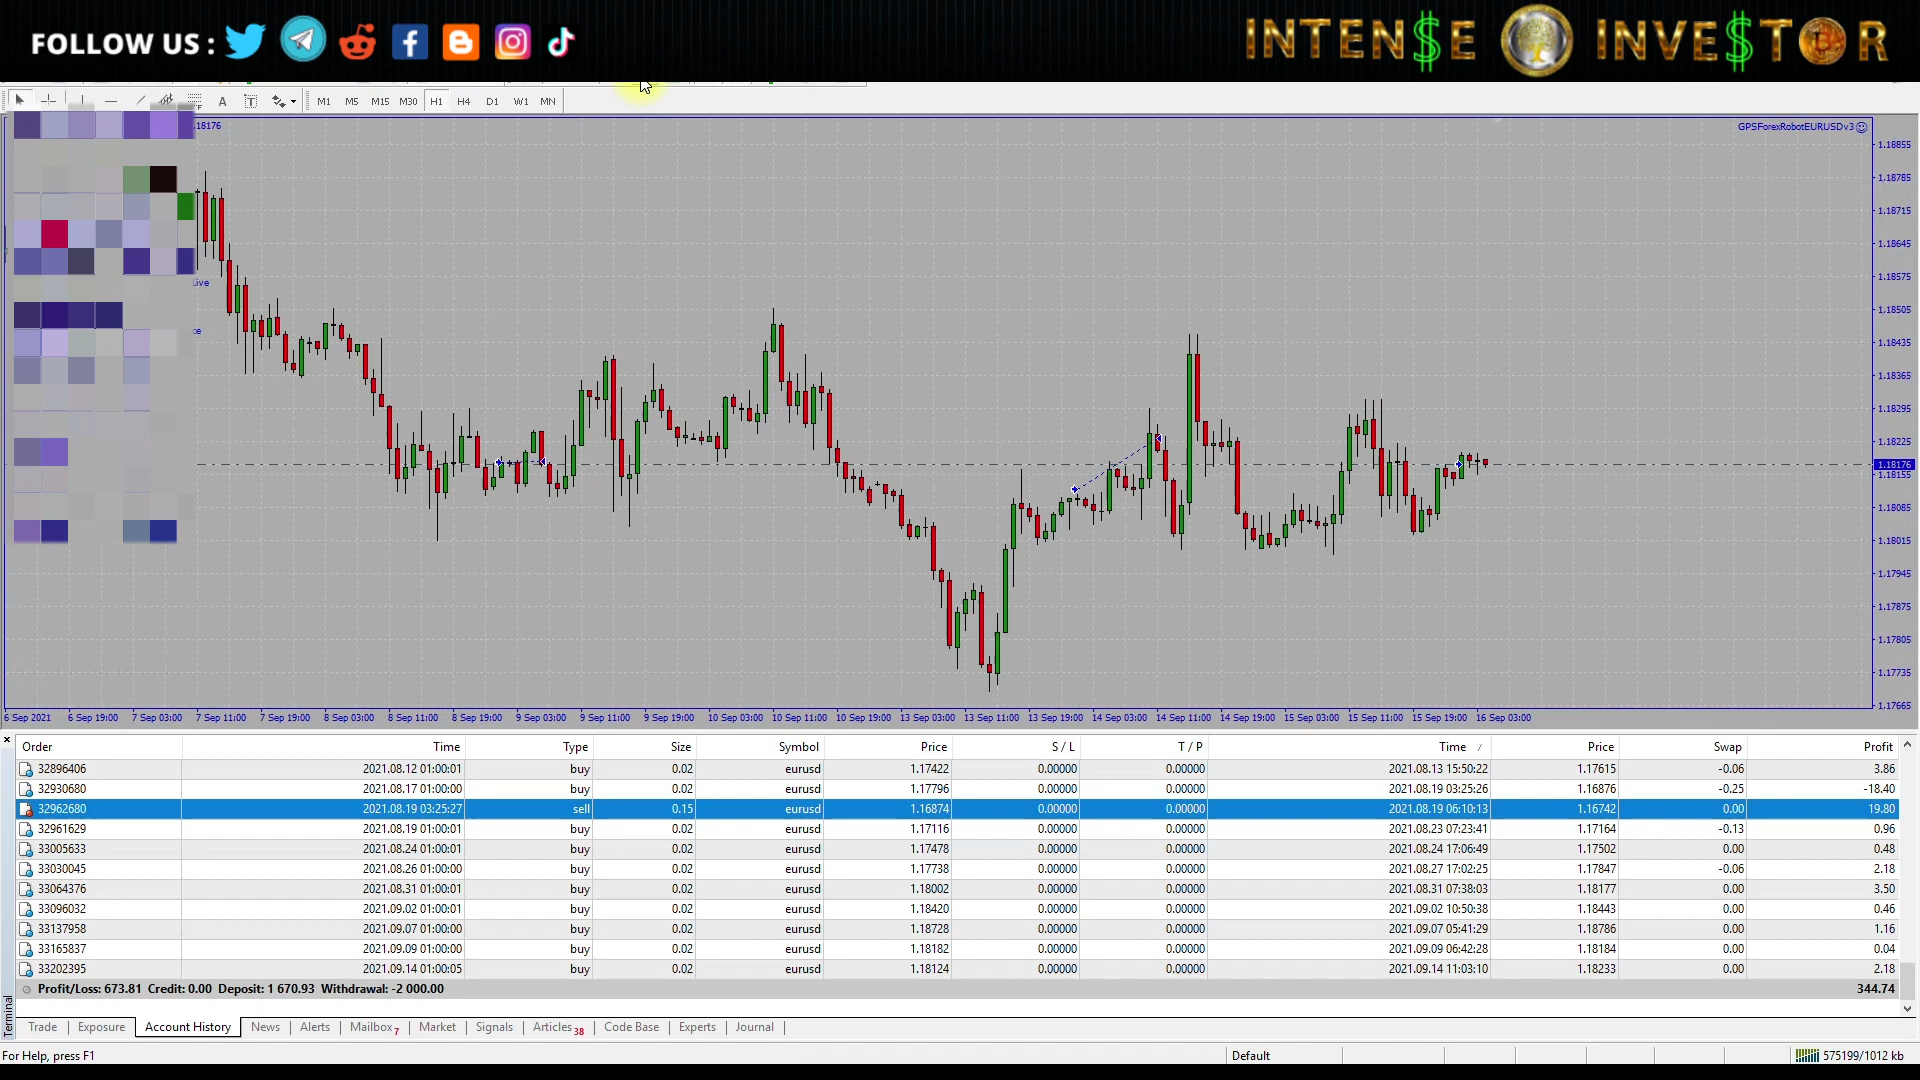 FOLLOW US :
INTEN$E INVE$TOR
A T M1 M5 M15 M30 H1 H4 D1 W1 MN
.18176
GPSForexRobotEURUSDv3
Live
ce
1.18855
1.18785
1.18715
1.18645
1.18575
1.18505
1.18435
1.18365
1.18295
1.18225
1.18176
1.18155
1.18085
1.18015
1.17945
1.17875
1.17805
1.17735
1.17665
6 Sep 2021 6 Sep 19:00 7 Sep 03:00 7 Sep 11:00 7 Sep 19:00 8 Sep 03:00 8 Sep 11:00 8 Sep 19:00 9 Sep 03:00 9 Sep 11:00 9 Sep 19:00 10 Sep 03:00 10 Sep 11:00 10 Sep 19:00 13 Sep 03:00 13 Sep 11:00 13 Sep 19:00 14 Sep 03:00 14 Sep 11:00 14 Sep 19:00 15 Sep 03:00 15 Sep 11:00 15 Sep 19:00 16 Sep 03:00
Order Time Type Size Symbol Price S / L T / P Time / Price Swap Profit
32896406 2021.08.12 01:00:01 buy 0.02 eurusd 1.17422 0.00000 0.00000 2021.08.13 15:50:22 1.17615 -0.06 3.86
32930680 2021.08.17 01:00:00 buy 0.02 eurusd 1.17796 0.00000 0.00000 2021.08.19 03:25:26 1.16876 -0.25 -18.40
32962680 2021.08.19 03:25:27 sell 0.15 eurusd 1.16874 0.00000 0.00000 2021.08.19 06:10:13 1.16742 0.00 19.80
32961629 2021.08.19 01:00:01 buy 0.02 eurusd 1.17116 0.00000 0.00000 2021.08.23 07:23:41 1.17164 -0.13 0.96
33005633 2021.08.24 01:00:01 buy 0.02 eurusd 1.17478 0.00000 0.00000 2021.08.24 17:06:49 1.17502 0.00 0.48
33030045 2021.08.26 01:00:00 buy 0.02 eurusd 1.17738 0.00000 0.00000 2021.08.27 17:02:25 1.17847 -0.06 2.18
33064376 2021.08.31 01:00:01 buy 0.02 eurusd 1.18002 0.00000 0.00000 2021.08.31 07:38:03 1.18177 0.00 3.50
33096032 2021.09.02 01:00:01 buy 0.02 eurusd 1.18420 0.00000 0.00000 2021.09.02 10:50:38 1.18443 0.00 0.46
33137958 2021.09.07 01:00:00 buy 0.02 eurusd 1.18728 0.00000 0.00000 2021.09.07 05:41:29 1.18786 0.00 1.16
33165837 2021.09.09 01:00:00 buy 0.02 eurusd 1.18182 0.00000 0.00000 2021.09.09 06:42:28 1.18184 0.00 0.04
33202395 2021.09.14 01:00:05 buy 0.02 eurusd 1.18124 0.00000 0.00000 2021.09.14 11:03:10 1.18233 0.00 2.18
Profit/Loss: 673.81 Credit: 0.00 Deposit: 1 670.93 Withdrawal: -2 000.00 344.74
Terminal
Trade Exposure Account History News Alerts Mailbox 7 Market Signals Articles 38 Code Base Experts Journal
For Help, press F1 Default 575199/1012 kb